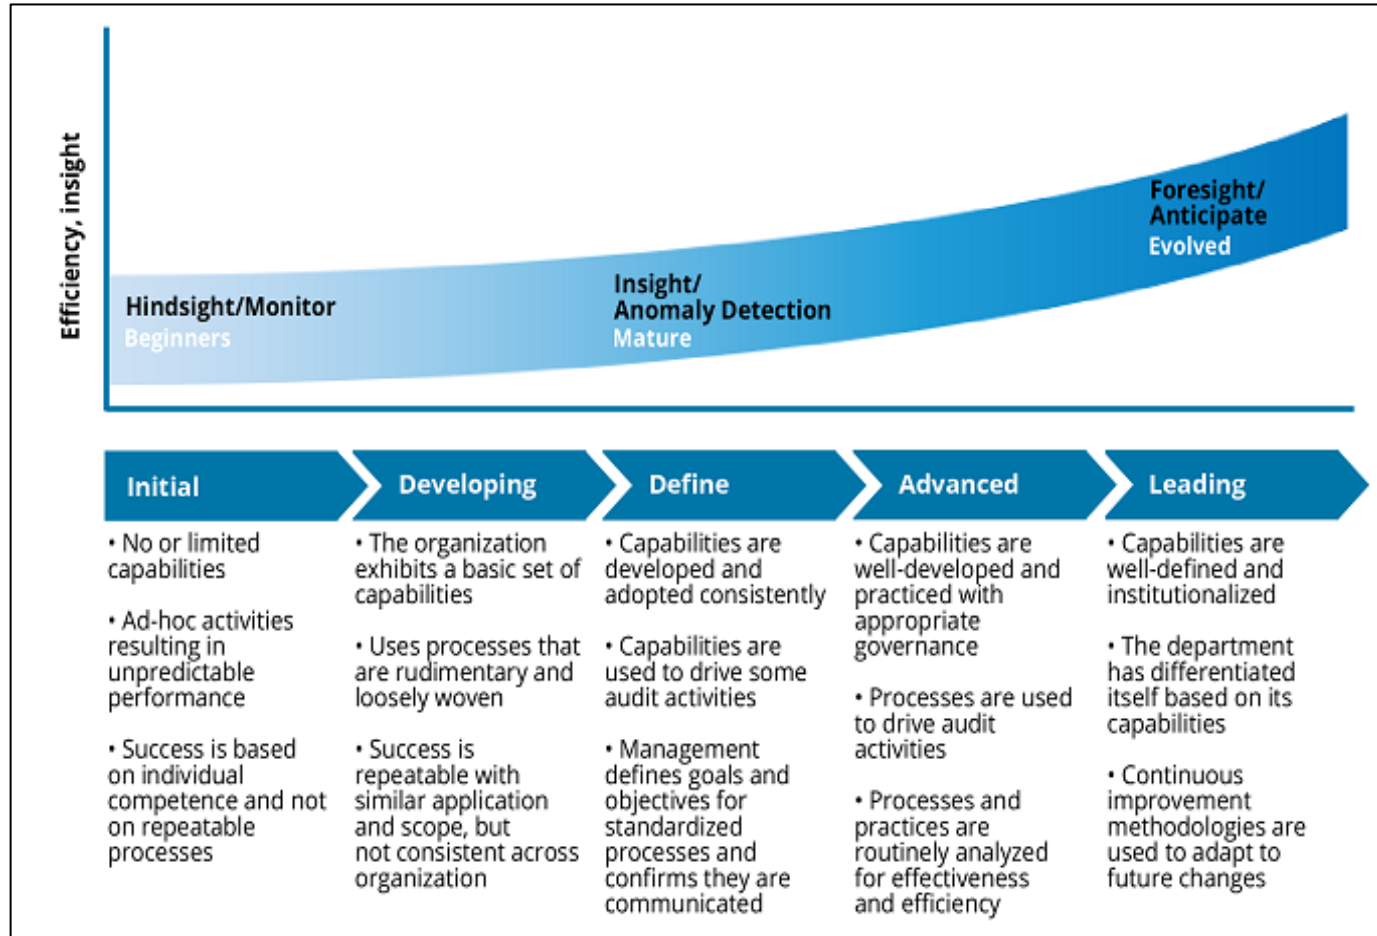 Efficiency, insight
Hindsight/Monitor
Beginners
Insight/
Anomaly Detection
Mature
Foresight/
Anticipate
Evolved
Initial
• No or limited
capabilities
• Ad-hoc activities
resulting in
unpredictable
performance
• Success is based
on individual
competence and not
on repeatable
processes
Developing
• The organization
exhibits a basic set of
capabilities
• Uses processes that
are rudimentary and
loosely woven
• Success is
repeatable with
similar application
and scope, but
not consistent across
organization
Define
• Capabilities are
developed and
adopted consistently
• Capabilities are
used to drive some
audit activities
• Management
defines goals and
objectives for
standardized
processes and
confirms they are
communicated
Advanced
• Capabilities are
well-developed and
practiced with
appropriate
governance
• Processes are used
to drive audit
activities
• Processes and
practices are
routinely analyzed
for effectiveness
and efficiency
Leading
• Capabilities are
well-defined and
institutionalized
• The department
has differentiated
itself based on its
capabilities
• Continuous
improvement
methodologies are
used to adapt to
future changes